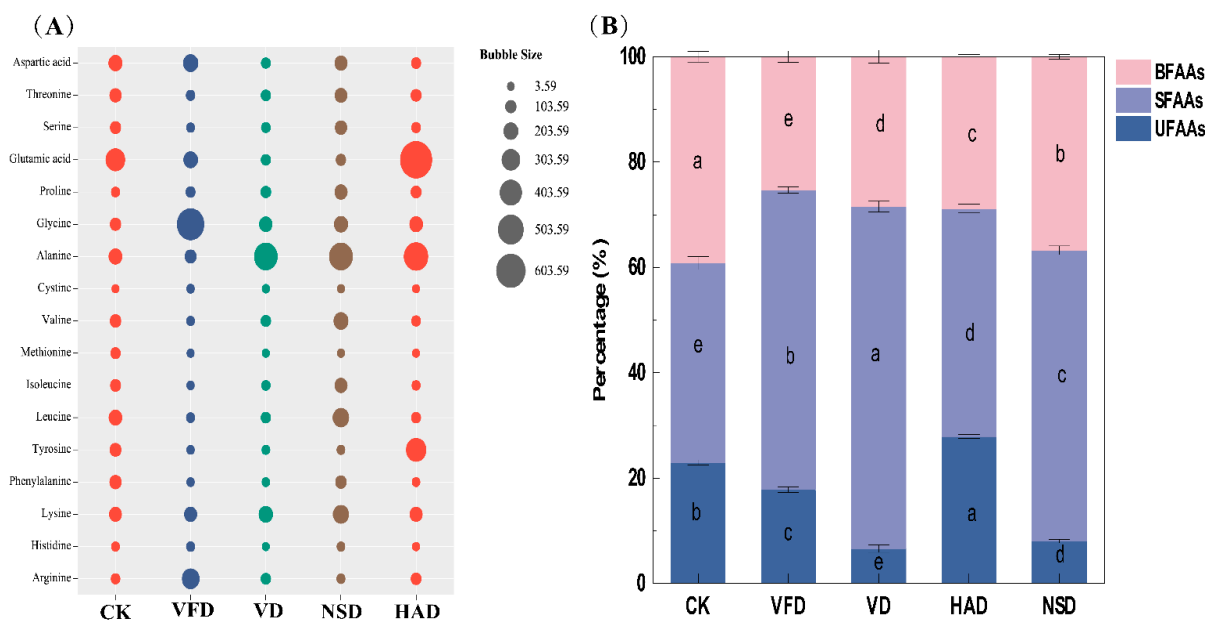 (A)
Aspartic acid
Threonine
Serine
Glutamic acid
Proline
Glycine
Alanine
Cystine
Valine
Methionine
Isoleucine
Leucine
Tyrosine
Phenylalanine
Lysine
Histidine
Arginine
CK VFD VD NSD HAD
Bubble Size
3.59
103.59
203.59
303.59
403.59
503.59
603.59
(B)
Percentage (%)
100
80
60
40
20
0
a e d c b
e b a d c
b c e a d
CK VFD VD HAD NSD
BFAAs
SFAAs
UFAAs